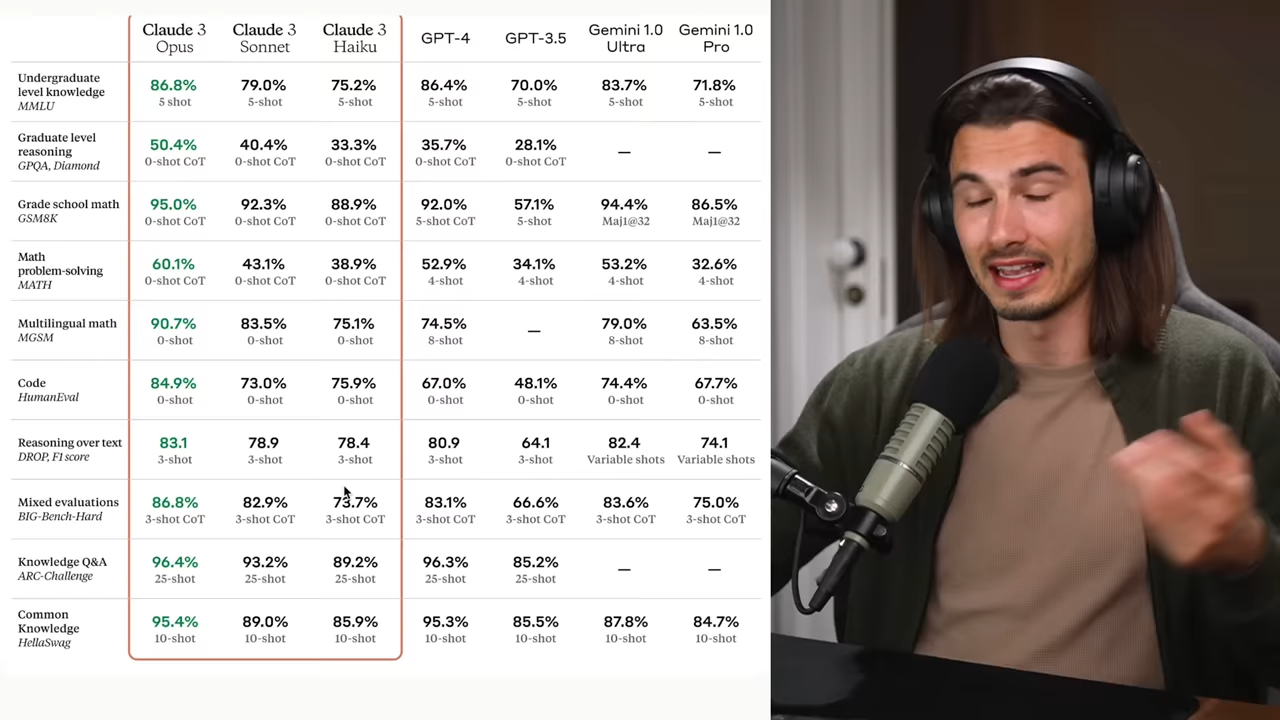 Claude 3 Claude 3 Claude 3 GPT-4 GPT-3.5 Gemini 1.0 Gemini 1.0
Opus Sonnet Haiku Ultra Pro
Undergraduate
level knowledge
MMLU
86.8% 79.0% 75.2% 86.4% 70.0% 83.7% 71.8%
5 shot 5-shot 5-shot 5-shot 5-shot 5-shot 5-shot
Graduate level
reasoning
GPQA, Diamond
50.4% 40.4% 33.3% 35.7% 28.1% — —
0-shot CoT 0-shot CoT 0-shot CoT 0-shot CoT 0-shot CoT
Grade school math
GSM8K
95.0% 92.3% 88.9% 92.0% 57.1% 94.4% 86.5%
0-shot CoT 0-shot CoT 0-shot CoT 5-shot CoT 5-shot Maj1@32 Maj1@32
Math
problem-solving
MATH
60.1% 43.1% 38.9% 52.9% 34.1% 53.2% 32.6%
0-shot CoT 0-shot CoT 0-shot CoT 4-shot 4-shot 4-shot 4-shot
Multilingual math
MGSM
90.7% 83.5% 75.1% 74.5% — 79.0% 63.5%
0-shot 0-shot 0-shot 8-shot 8-shot 8-shot
Code
HumanEval
84.9% 73.0% 75.9% 67.0% 48.1% 74.4% 67.7%
0-shot 0-shot 0-shot 0-shot 0-shot 0-shot 0-shot
Reasoning over text
DROP, F1 score
83.1 78.9 78.4 80.9 64.1 82.4 74.1
3-shot 3-shot 3-shot 3-shot 3-shot Variable shots Variable shots
Mixed evaluations
BIG-Bench-Hard
86.8% 82.9% 73.7% 83.1% 66.6% 83.6% 75.0%
3-shot CoT 3-shot CoT 3-shot CoT 3-shot CoT 3-shot CoT 3-shot CoT 3-shot CoT
Knowledge Q&A
ARC-Challenge
96.4% 93.2% 89.2% 96.3% 85.2% — —
25-shot 25-shot 25-shot 25-shot 25-shot
Common
Knowledge
HellaSwag
95.4% 89.0% 85.9% 95.3% 85.5% 87.8% 84.7%
10-shot 10-shot 10-shot 10-shot 10-shot 10-shot 10-shot